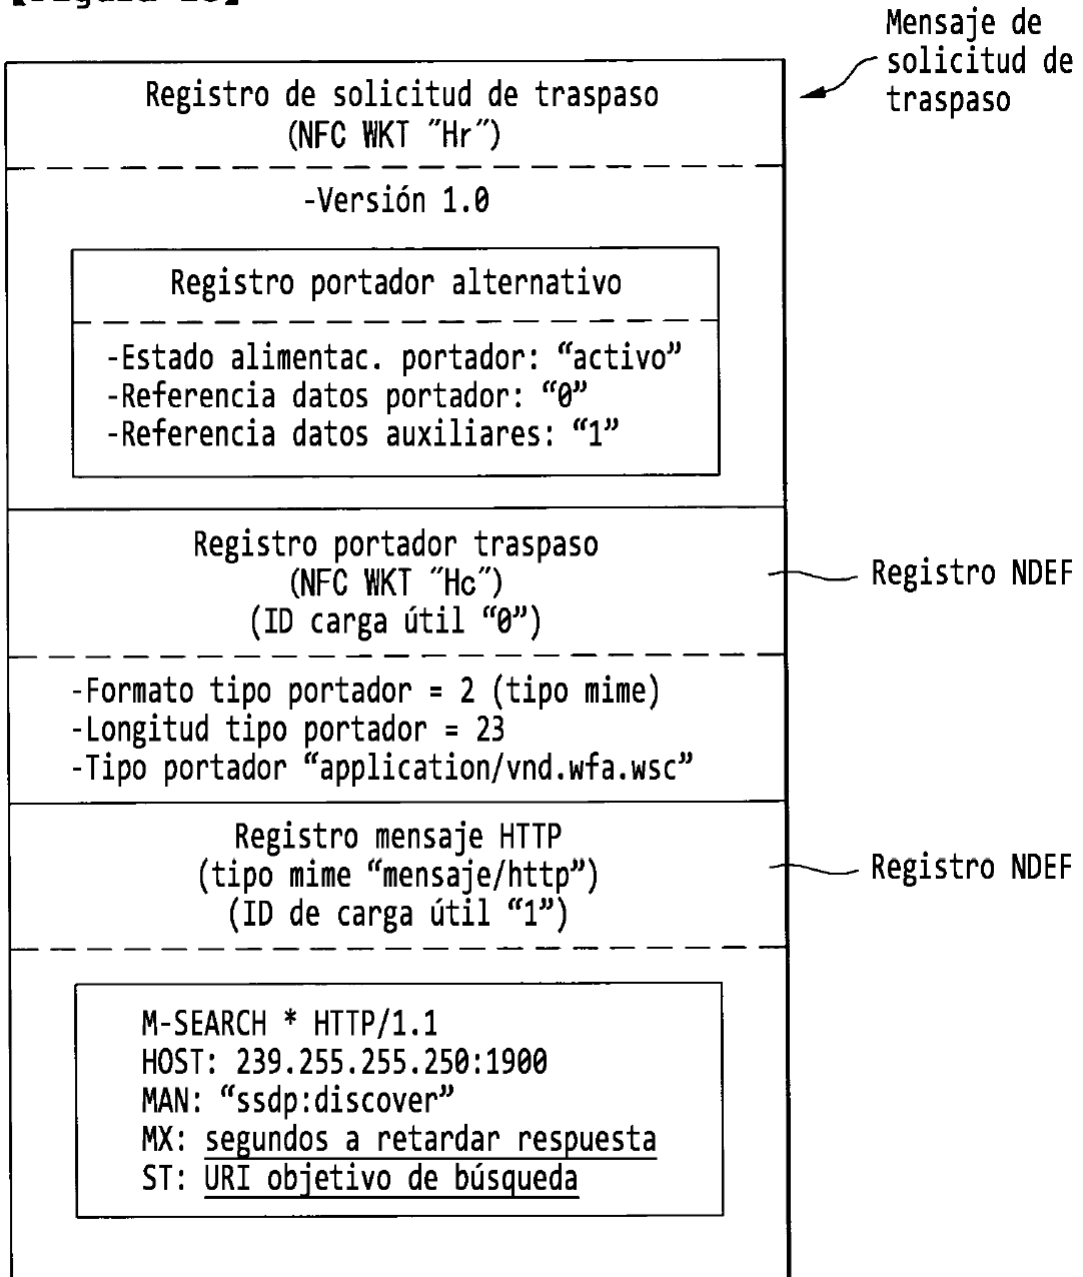 Mensaje de
solicitud de
traspaso
Registro de solicitud de traspaso
(NFC WKT "Hr")
-Versión 1.0
Registro portador alternativo
-Estado alimentac. portador: “activo”
-Referencia datos portador: “0”
-Referencia datos auxiliares: “1”
Registro portador traspaso
(NFC WKT "Hc")
(ID carga útil “0”)
Registro NDEF
-Formato tipo portador = 2 (tipo mime)
-Longitud tipo portador = 23
-Tipo portador “application/vnd.wfa.wsc”
Registro mensaje HTTP
(tipo mime “mensaje/http”)
(ID de carga útil “1”)
Registro NDEF
M-SEARCH * HTTP/1.1
HOST: 239.255.255.250:1900
MAN: “ssdp:discover”
MX: segundos a retardar respuesta
ST: URI objetivo de búsqueda